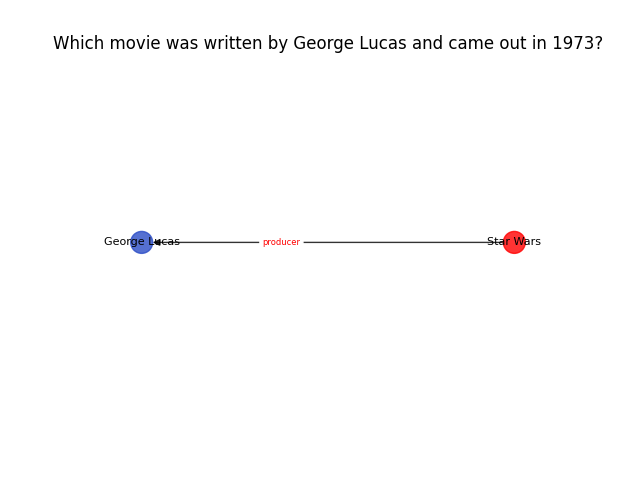 Which movie was written by George Lucas and came out in 1973?
George Lucas
producer
Star Wars